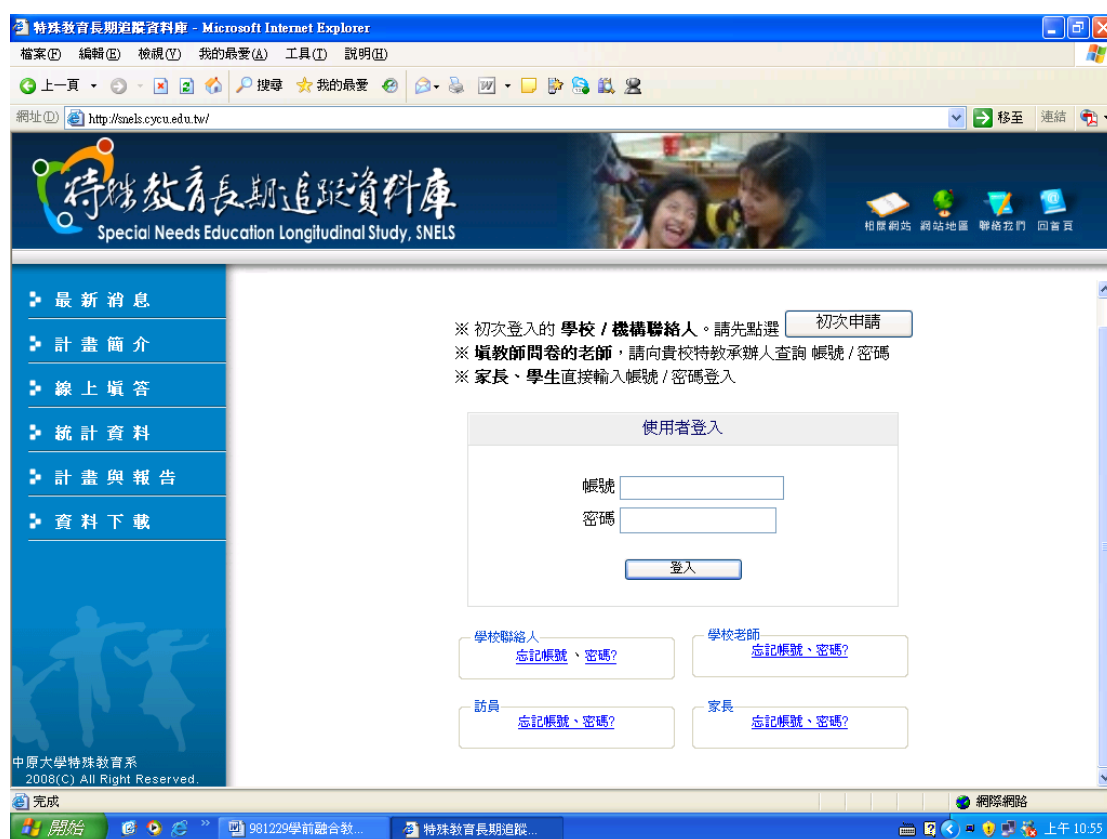 特殊教育長期追蹤資料庫 - Microsoft Internet Explorer
檔案(F) 編輯(E) 檢視(V) 我的最愛(A) 工具(T) 說明(H)
上一頁 搜尋 我的最愛
網址(D) http://snels.cycu.edu.tw/ 移至 連結
特殊教育長期追蹤資料庫
Special Needs Education Longitudinal Study, SNELS
相關網站 網站地圖 聯絡我們 回首頁
最新消息
計畫簡介
線上填答
統計資料
計畫與報告
資料下載
※ 初次登入的 學校 / 機構聯絡人。請先點選 初次申請
※ 填教師問卷的老師，請向貴校特教承辦人查詢 帳號 / 密碼
※ 家長、學生直接輸入帳號 / 密碼登入
使用者登入
帳號
密碼
登入
學校聯絡人
忘記帳號、密碼?
學校老師
忘記帳號、密碼?
訪員
忘記帳號、密碼?
家長
忘記帳號、密碼?
中原大學特殊教育系
2008(C) All Right Reserved.
完成 網際網路
開始 981229學前融合教... 特殊教育長期追蹤... 上午 10:55